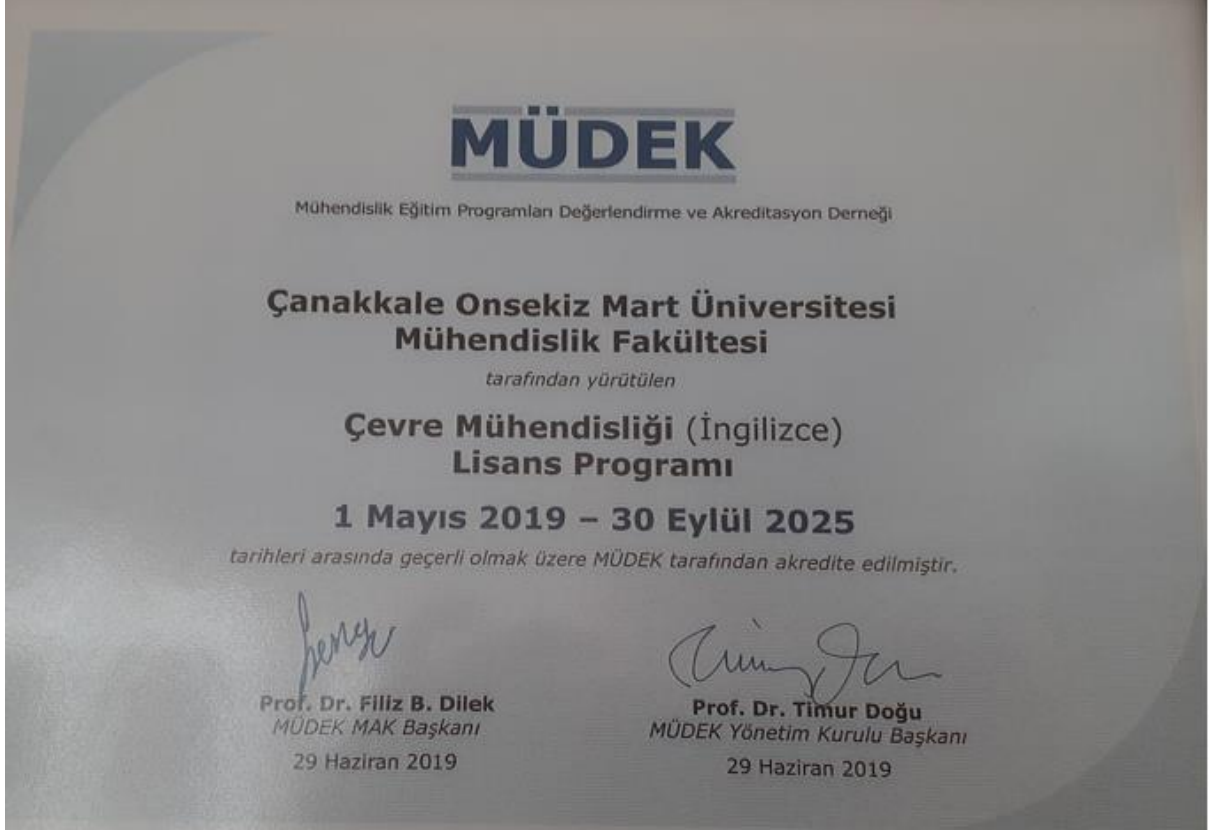 MÜDEK
Mühendislik Eğitim Programları Değerlendirme ve Akreditasyon Derneği
Çanakkale Onsekiz Mart Üniversitesi
Mühendislik Fakültesi
tarafından yürütülen
Çevre Mühendisliği (İngilizce)
Lisans Programı
1 Mayıs 2019 – 30 Eylül 2025
tarihleri arasında geçerli olmak üzere MÜDEK tarafından akredite edilmiştir.
Prof. Dr. Filiz B. Dilek
MÜDEK MAK Başkanı
29 Haziran 2019
Prof. Dr. Timur Doğu
MÜDEK Yönetim Kurulu Başkanı
29 Haziran 2019